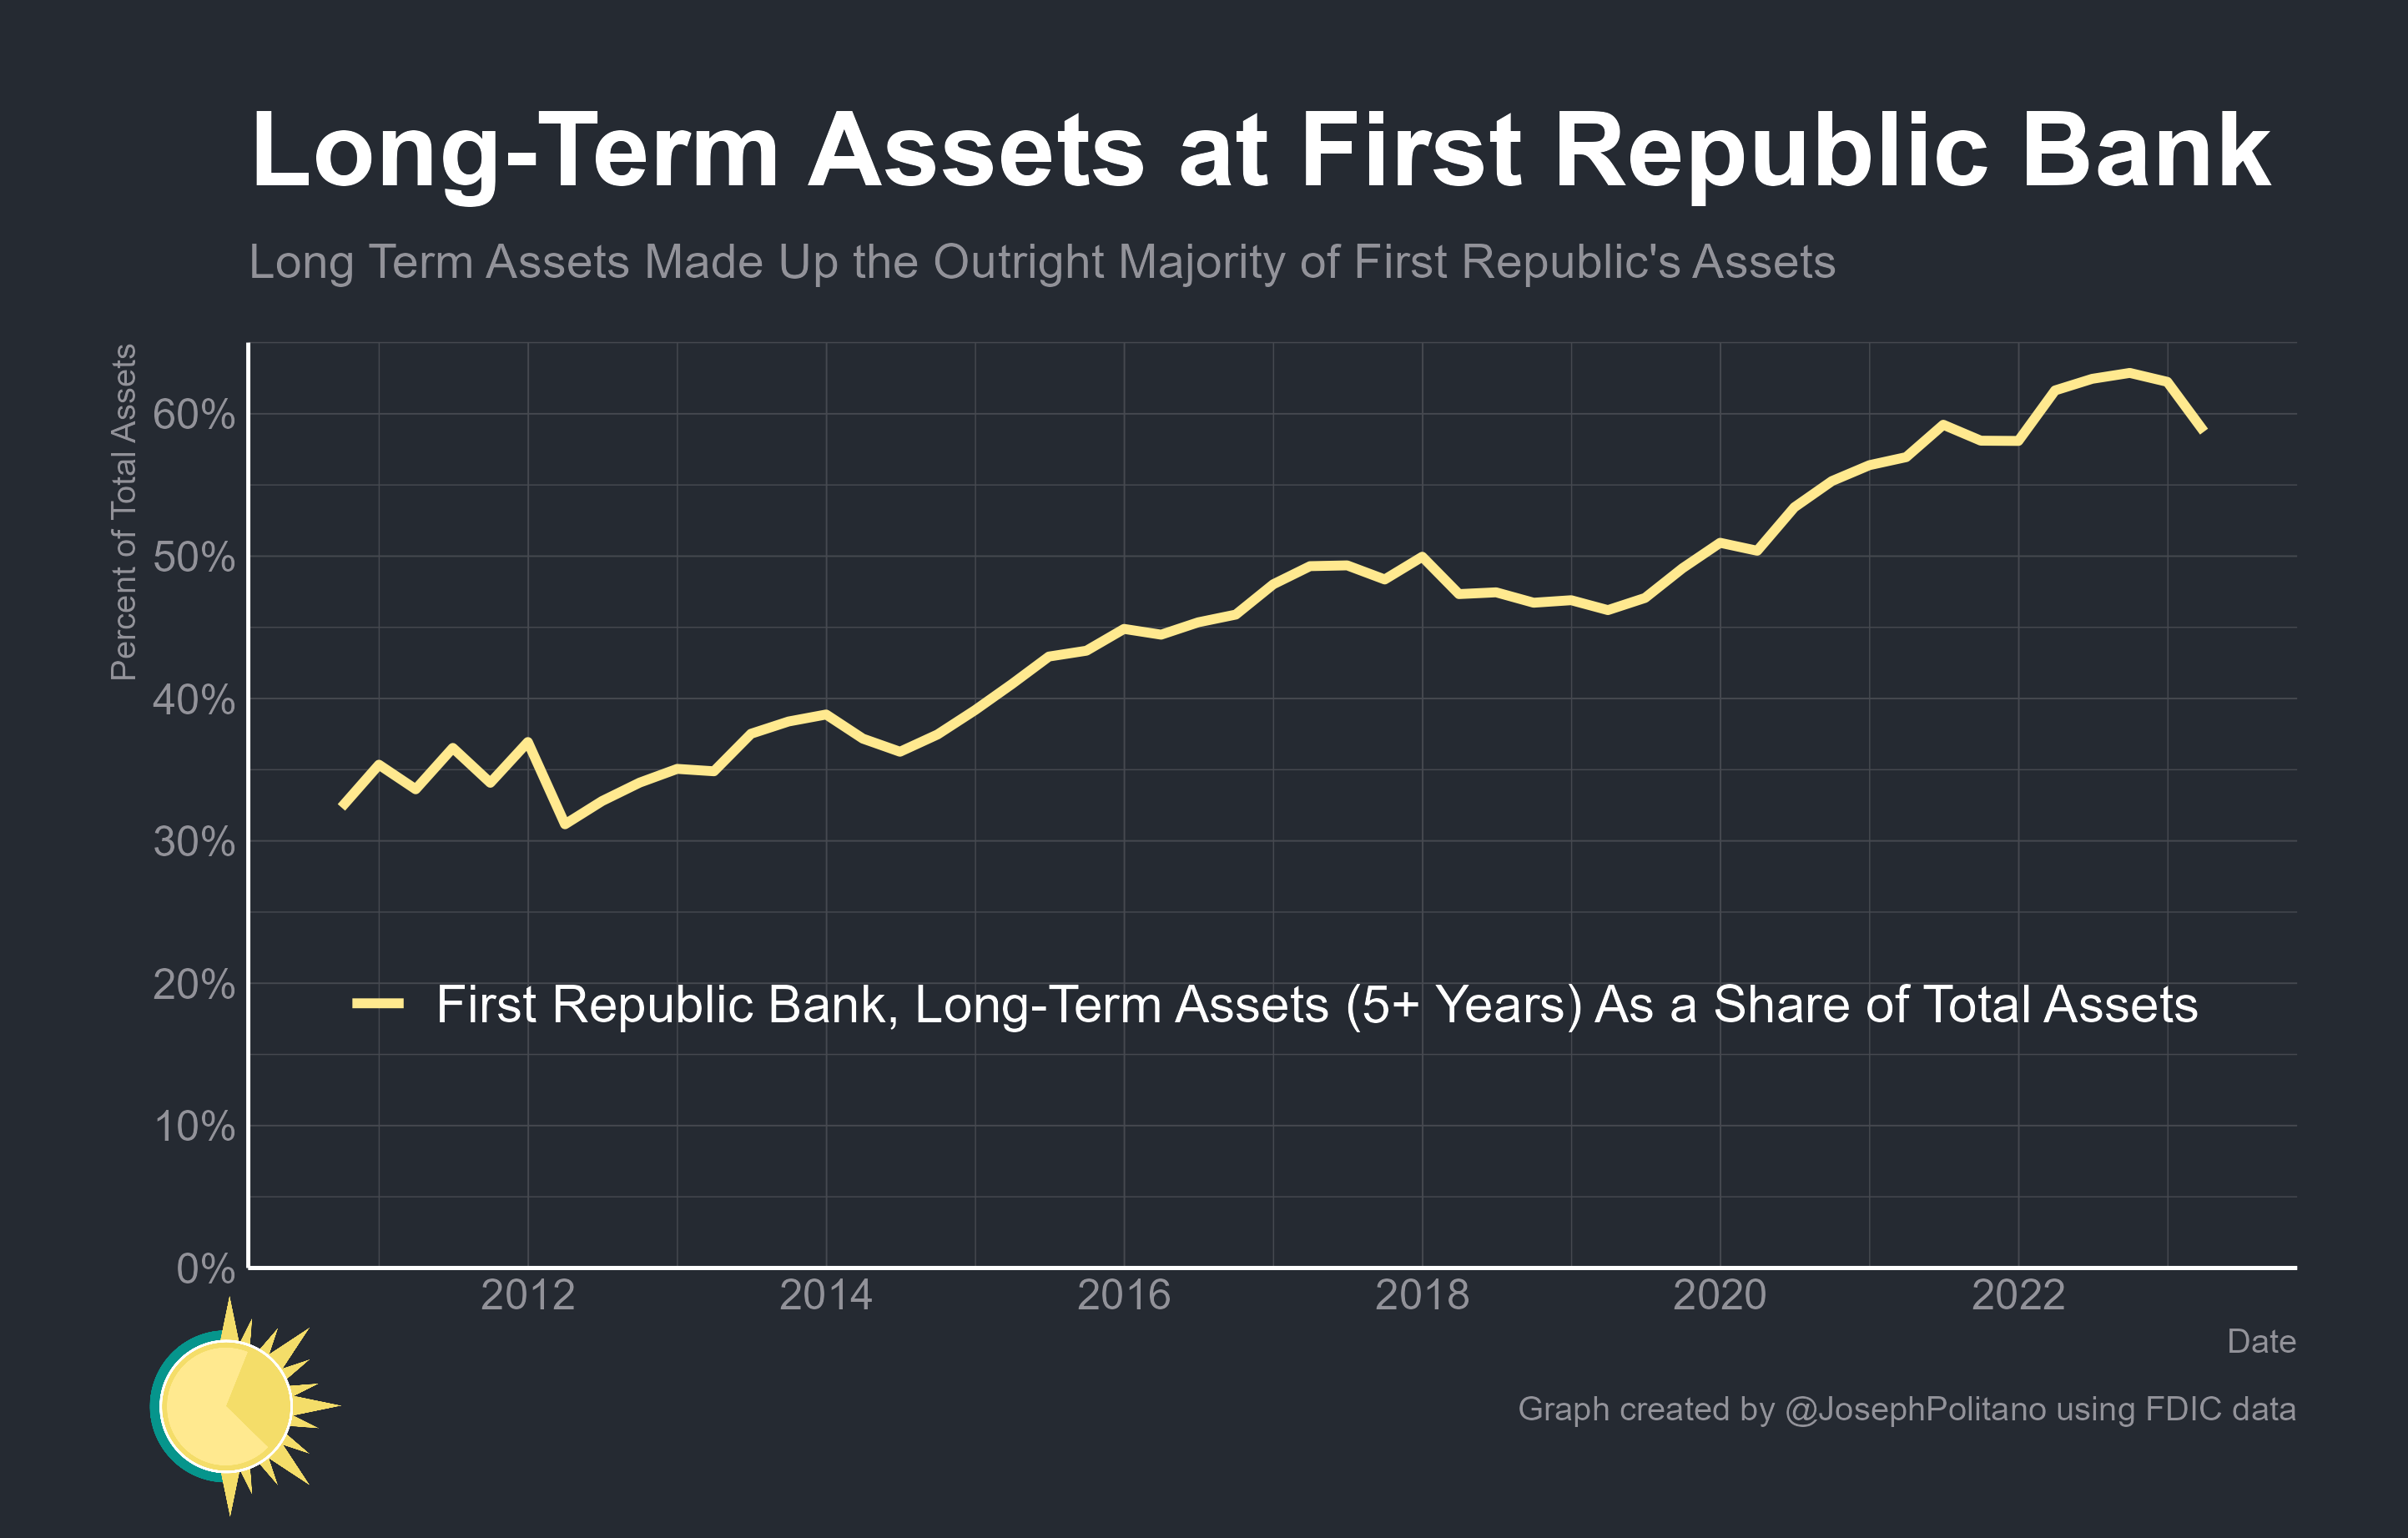 Long-Term Assets at First Republic Bank
Long Term Assets Made Up the Outright Majority of First Republic's Assets
Percent of Total Assets
60%
50%
40%
30%
20%
10%
0%
First Republic Bank, Long-Term Assets (5+ Years) As a Share of Total Assets
2012 2014 2016 2018 2020 2022
Date
Graph created by @JosephPolitano using FDIC data